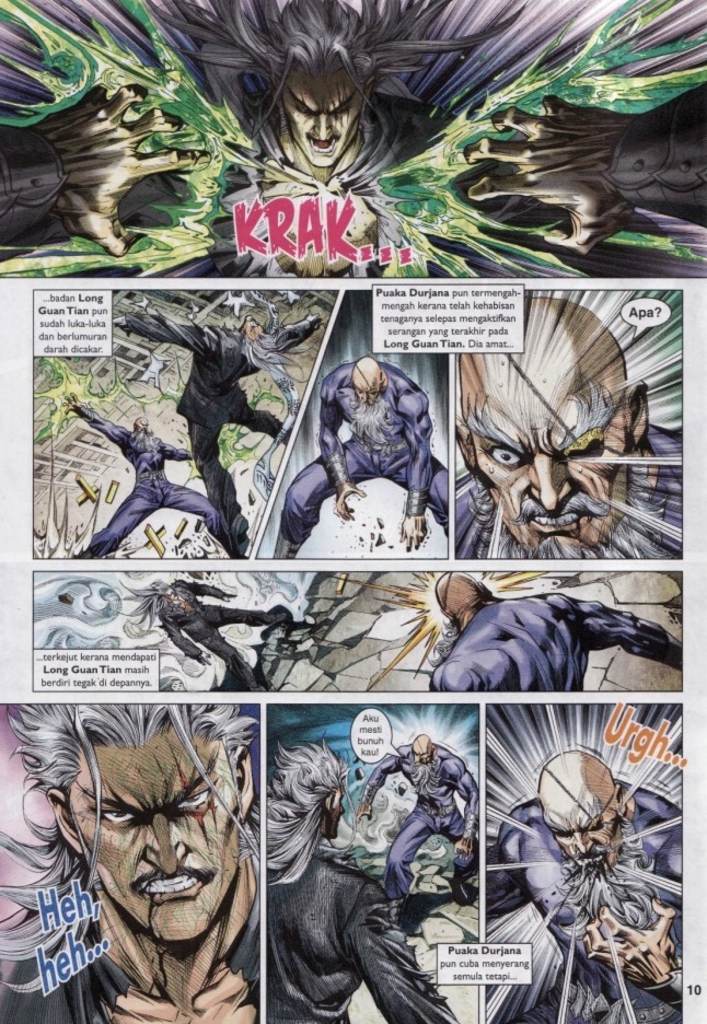 KRAK...
...badan Long
Guan Tian pun
sudah luka-luka
dan berlumuran
darah dicakar.
Puaka Durjana pun termengah-
mengah kerana telah kehabisan
tenaganya selepas mengaktifkan
serangan yang terakhir pada
Long Guan Tian. Dia amat...
Apa?
...terkejut kerana mendapati
Long Guan Tian masih
berdiri tegak di depannya.
Heh,
heh...
Aku
mesti
bunuh
kau!
Puaka Durjana
pun cuba menyerang
semula tetapi...
Urgh...
10